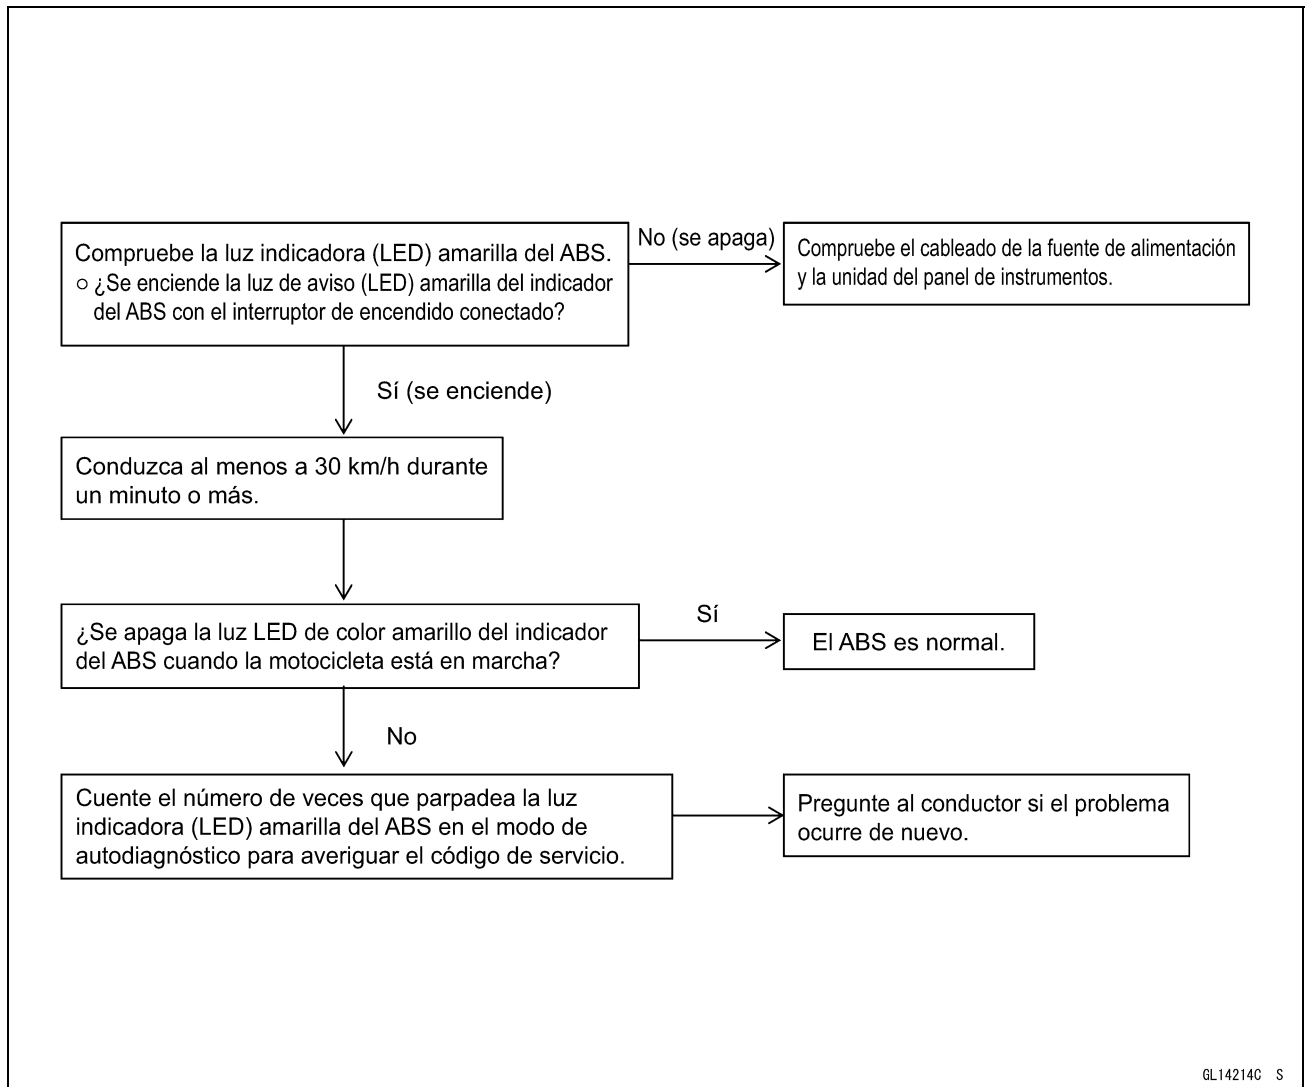 Compruebe la luz indicadora (LED) amarilla del ABS.
○ ¿Se enciende la luz de aviso (LED) amarilla del indicador
del ABS con el interruptor de encendido conectado?
No (se apaga)
Compruebe el cableado de la fuente de alimentación
y la unidad del panel de instrumentos.
Sí (se enciende)
Conduzca al menos a 30 km/h durante
un minuto o más.
¿Se apaga la luz LED de color amarillo del indicador
del ABS cuando la motocicleta está en marcha?
Sí
El ABS es normal.
No
Cuente el número de veces que parpadea la luz
indicadora (LED) amarilla del ABS en el modo de
autodiagnóstico para averiguar el código de servicio.
Pregunte al conductor si el problema
ocurre de nuevo.
GL14214C S